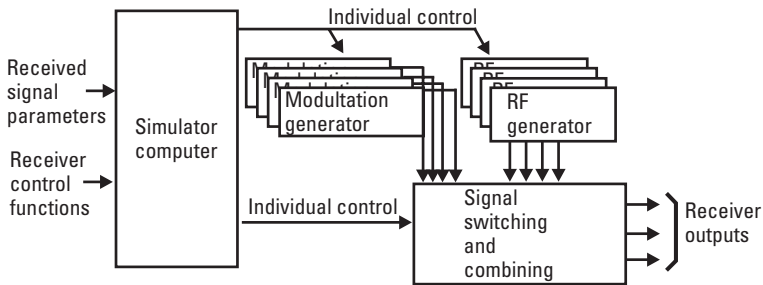 Individual control
Received
signal
parameters
Simulator
computer
Receiver
control
functions
Modultation
generator
RF
generator
Individual control
Signal
switching
and
combining
Receiver
outputs